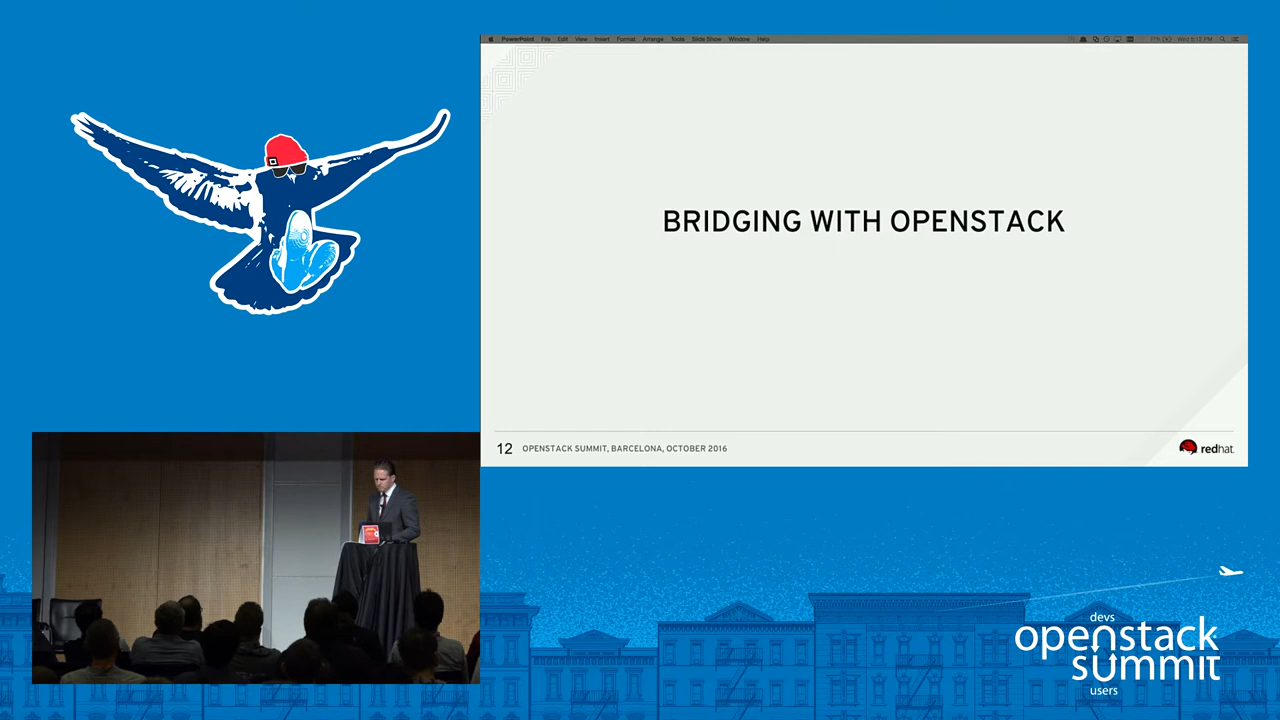 PowerPoint File Edit View Insert Format Arrange Tools Slide Show Window Help
BRIDGING WITH OPENSTACK
12 OPENSTACK SUMMIT, BARCELONA, OCTOBER 2016
redhat.
devs
openstack
summit
users